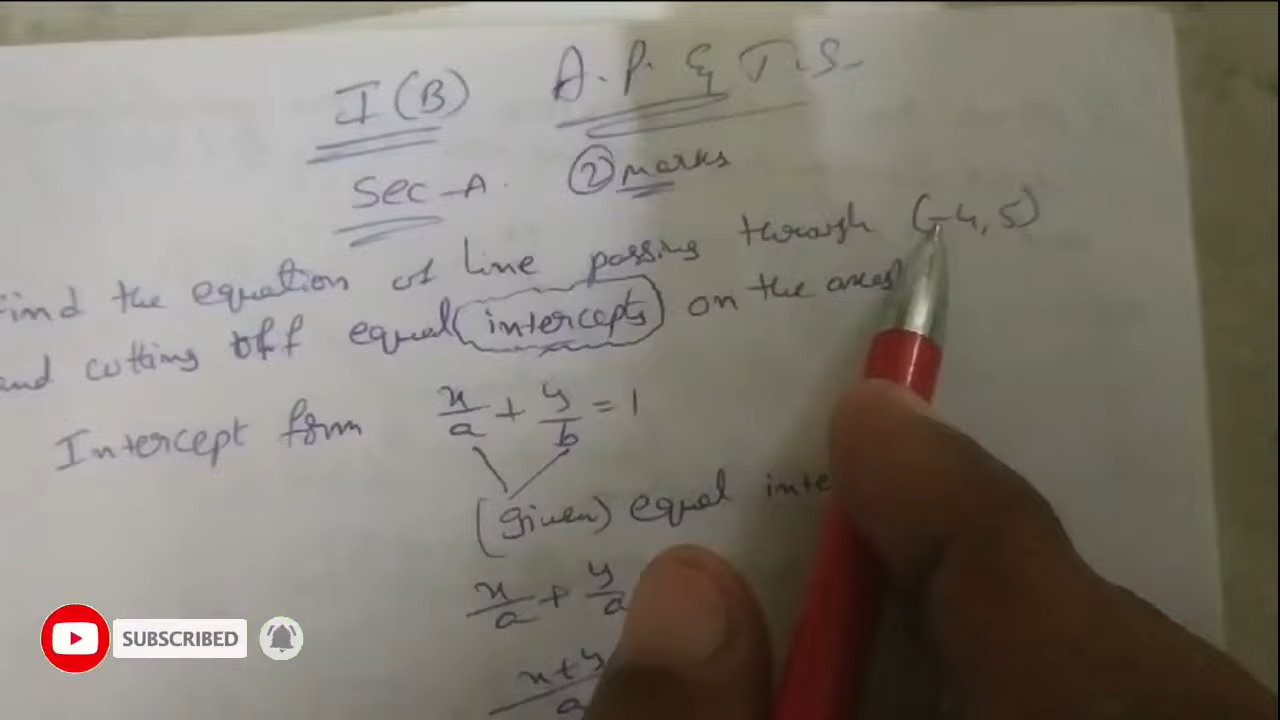 I(B) A.P. & T.S.
Sec-A. ② marks
Find the equation of line passing through (-4,5)
and cutting off equal (intercepts) on the axes
Intercept form x/a + y/b = 1
(Given) equal inte
x/a + y/a
x+y/a
SUBSCRIBED